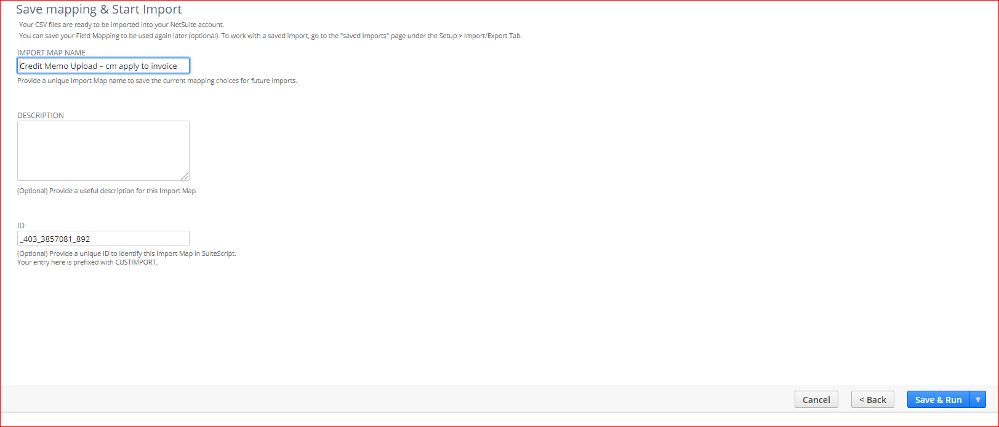 Save mapping & Start Import
Your CSV files are ready to be imported into your NetSuite account.
You can save your Field Mapping to be used again later (optional). To work with a saved import, go to the "saved Imports" page under the Setup > Import/Export Tab.
IMPORT MAP NAME
Credit Memo Upload – cm apply to invoice
Provide a unique Import Map name to save the current mapping choices for future imports.
DESCRIPTION
(Optional) Provide a useful description for this Import Map.
ID
_403_3857081_892
(Optional) Provide a unique ID to identify this Import Map in SuiteScript.
Your entry here is prefixed with CUSTIMPORT.
Cancel < Back Save & Run ▼